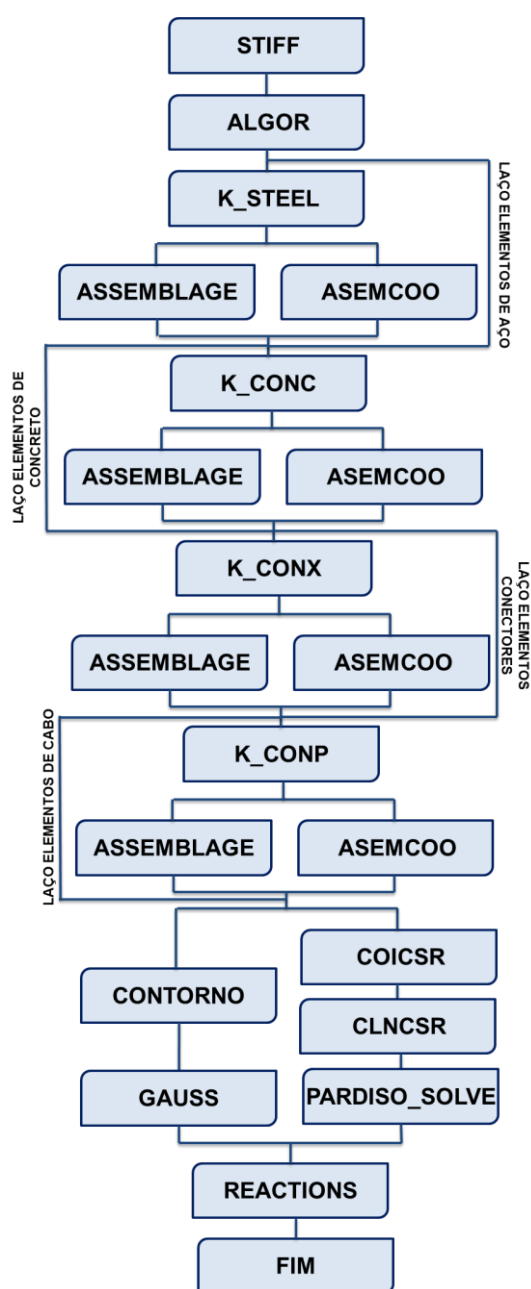 STIFF
ALGOR
K_STEEL
LAÇO ELEMENTOS DE AÇO
ASSEMBLAGE
ASEMCOO
K_CONC
LAÇO ELEMENTOS DE
CONCRETO
ASSEMBLAGE
ASEMCOO
K_CONX
LAÇO ELEMENTOS
CONECTORES
ASSEMBLAGE
ASEMCOO
K_CONP
LAÇO ELEMENTOS DE CABO
ASSEMBLAGE
ASEMCOO
CONTORNO
GAUSS
COICSR
CLNCSR
PARDISO_SOLVE
REACTIONS
FIM